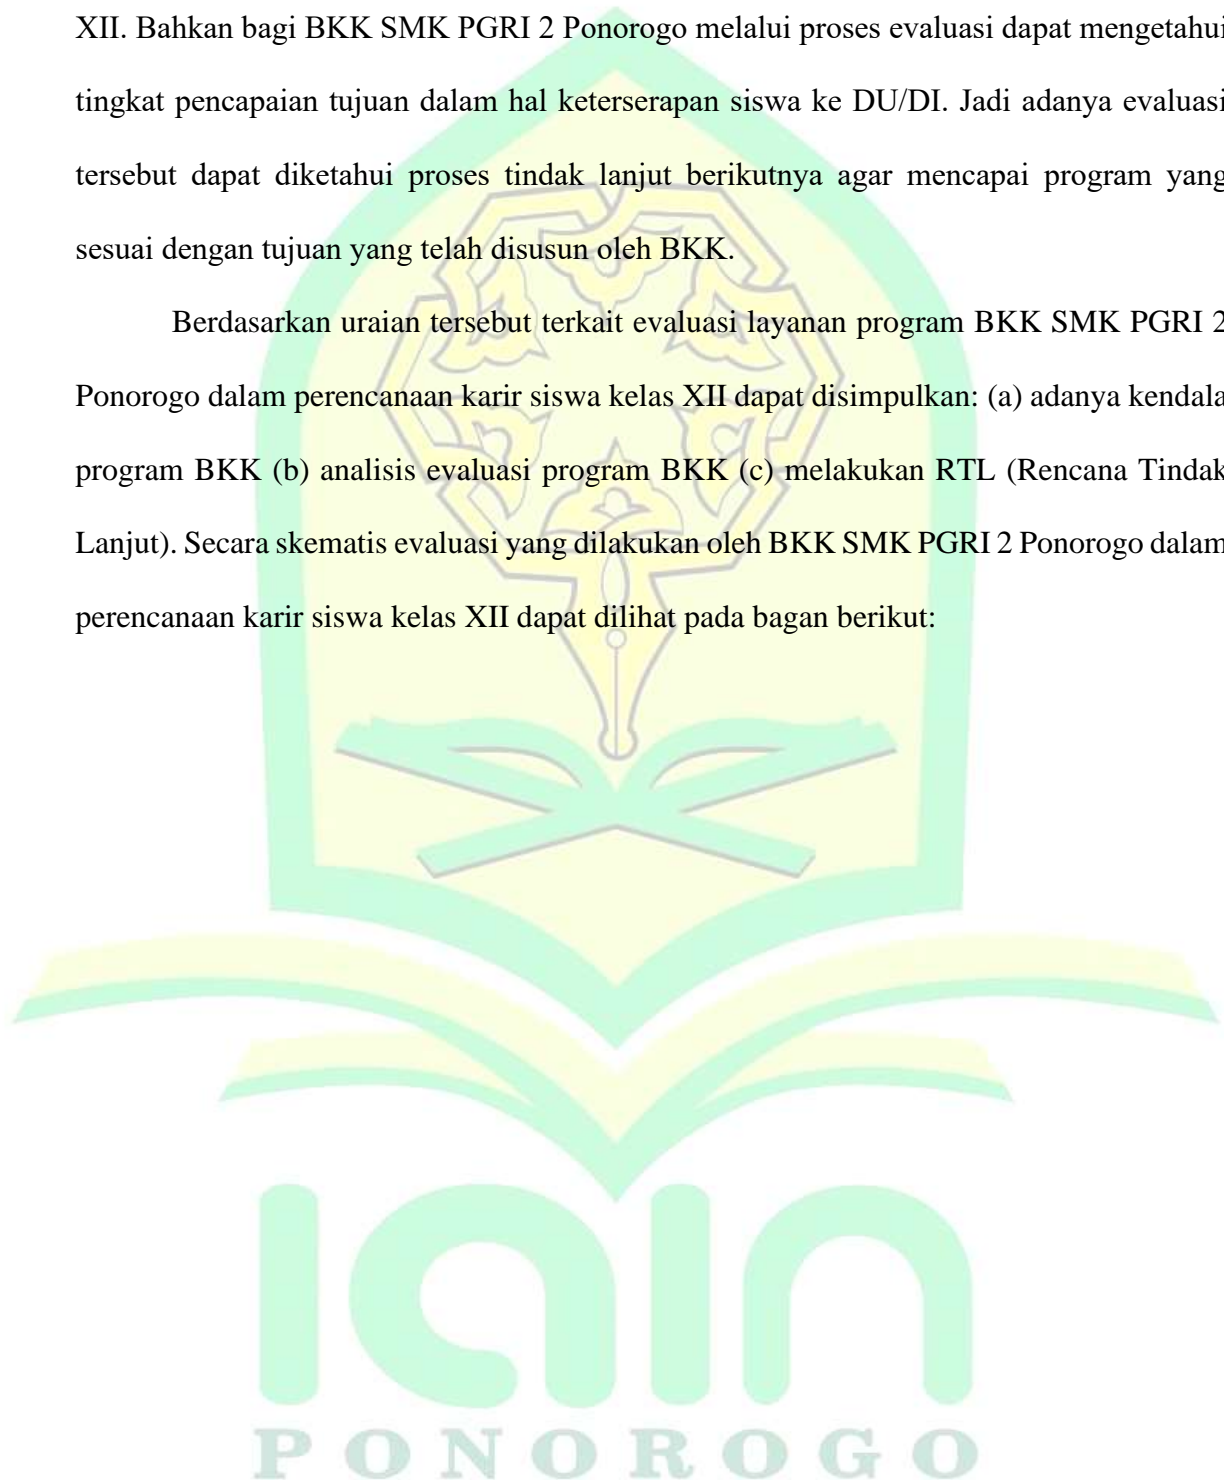 XII. Bahkan bagi BKK SMK PGRI 2 Ponorogo melalui proses evaluasi dapat mengetahui
tingkat pencapaian tujuan dalam hal keterserapan siswa ke DU/DI. Jadi adanya evaluasi
tersebut dapat diketahui proses tindak lanjut berikutnya agar mencapai program yang
sesuai dengan tujuan yang telah disusun oleh BKK.
Berdasarkan uraian tersebut terkait evaluasi layanan program BKK SMK PGRI 2
Ponorogo dalam perencanaan karir siswa kelas XII dapat disimpulkan: (a) adanya kendala
program BKK (b) analisis evaluasi program BKK (c) melakukan RTL (Rencana Tindak
Lanjut). Secara skematis evaluasi yang dilakukan oleh BKK SMK PGRI 2 Ponorogo dalam
perencanaan karir siswa kelas XII dapat dilihat pada bagan berikut:
iain
PONOROGO